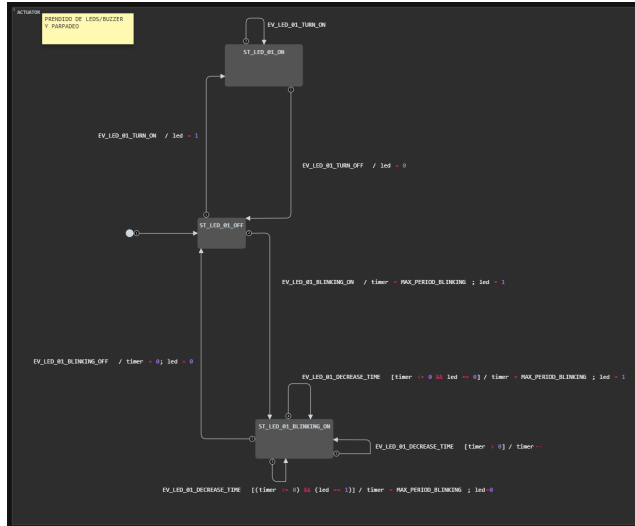 ACTUATOR
PRENDIDO DE LEDS/BUZZER
Y PARPADEO
EV_LED_01_TURN_ON
ST_LED_01_ON
EV_LED_01_TURN_ON / led = 1
EV_LED_01_TURN_OFF / led = 0
ST_LED_01_OFF
EV_LED_01_BLINKING_ON / timer = MAX_PERIOD_BLINKING ; led = 1
EV_LED_01_BLINKING_OFF / timer = 0; led = 0
EV_LED_01_DECREASE_TIME [timer 0 && led == 0] / timer = MAX_PERIOD_BLINKING ; led = 1
ST_LED_01_BLINKING_ON
EV_LED_01_DECREASE_TIME [timer > 0] / timer--
EV_LED_01_DECREASE_TIME [(timer 0) && (led == 1)] / timer = MAX_PERIOD_BLINKING ; led=0